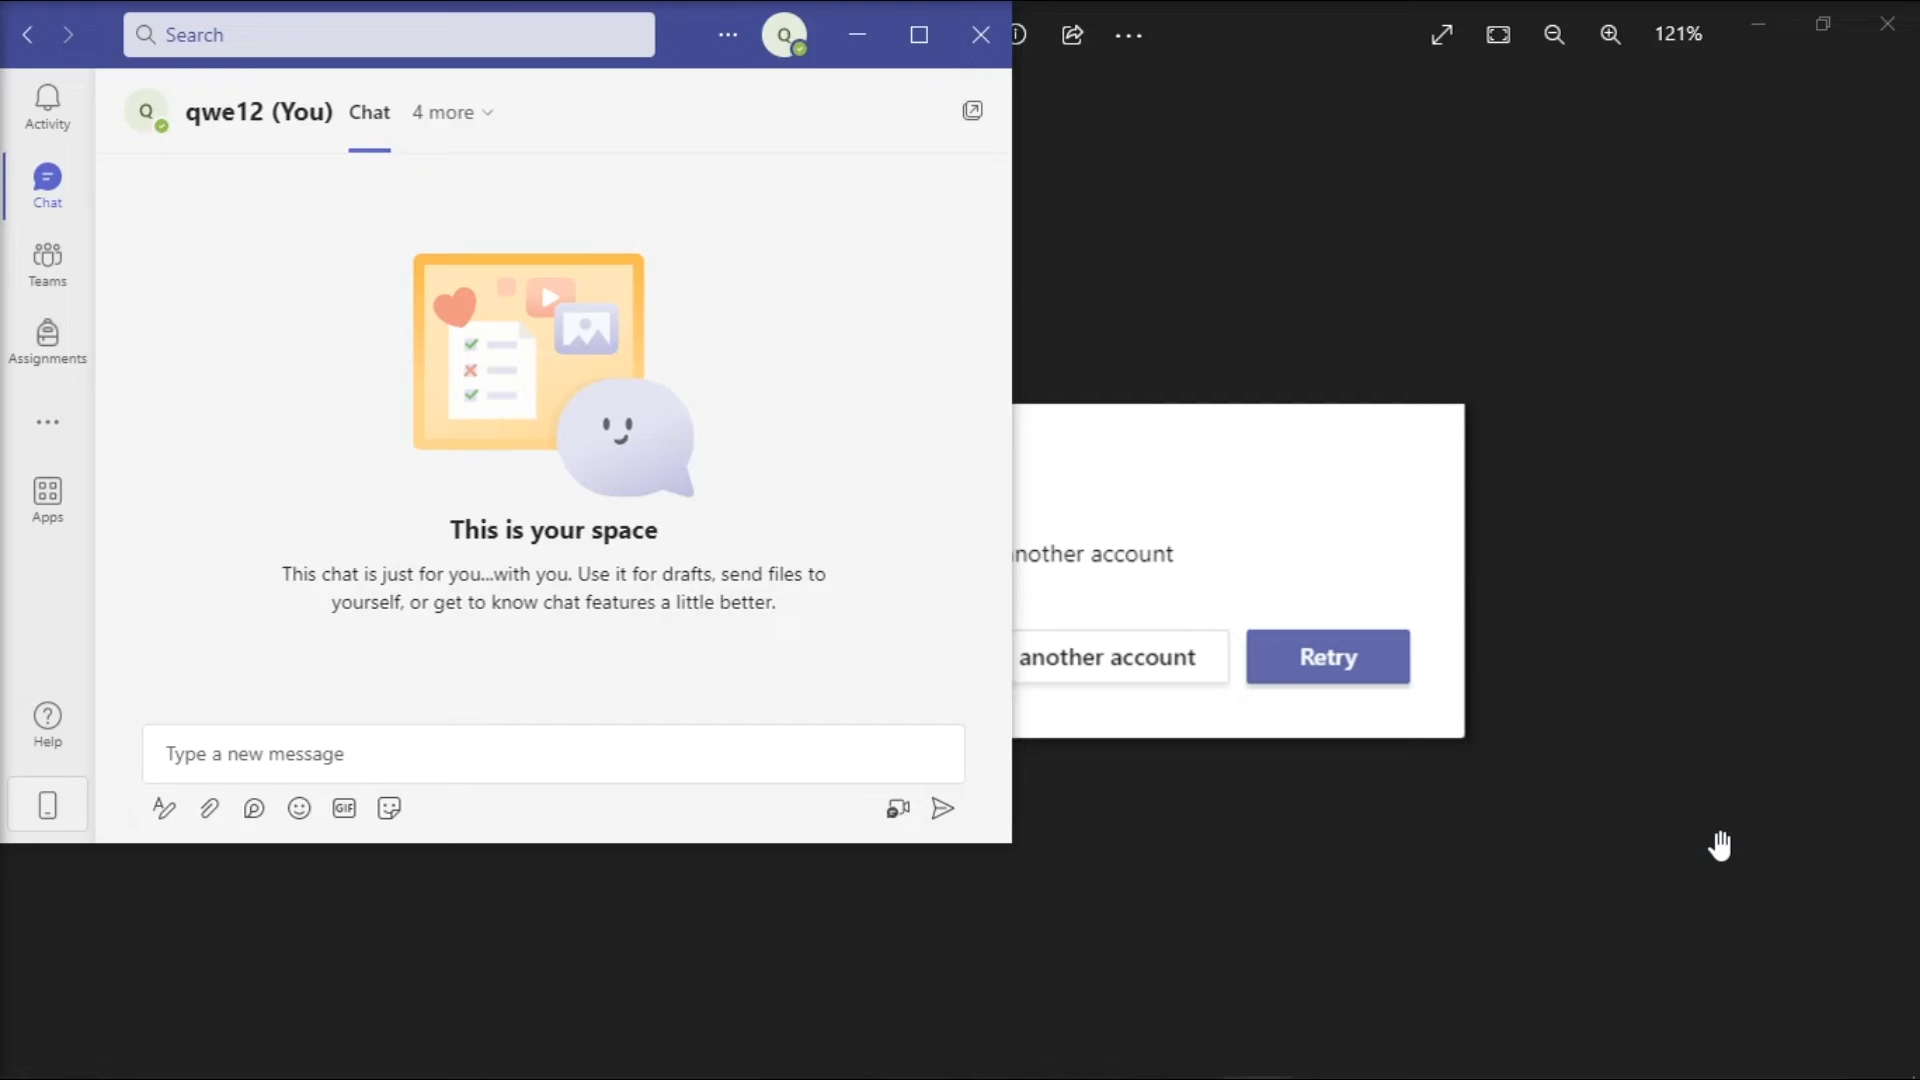 Search
121%
Activity
Chat
Teams
Assignments
Apps
Help
Q
Q
qwe12 (You)
Chat
4 more
This is your space
This chat is just for you...with you. Use it for drafts, send files to
yourself, or get to know chat features a little better.
Type a new message
GIF
another account
another account
Retry